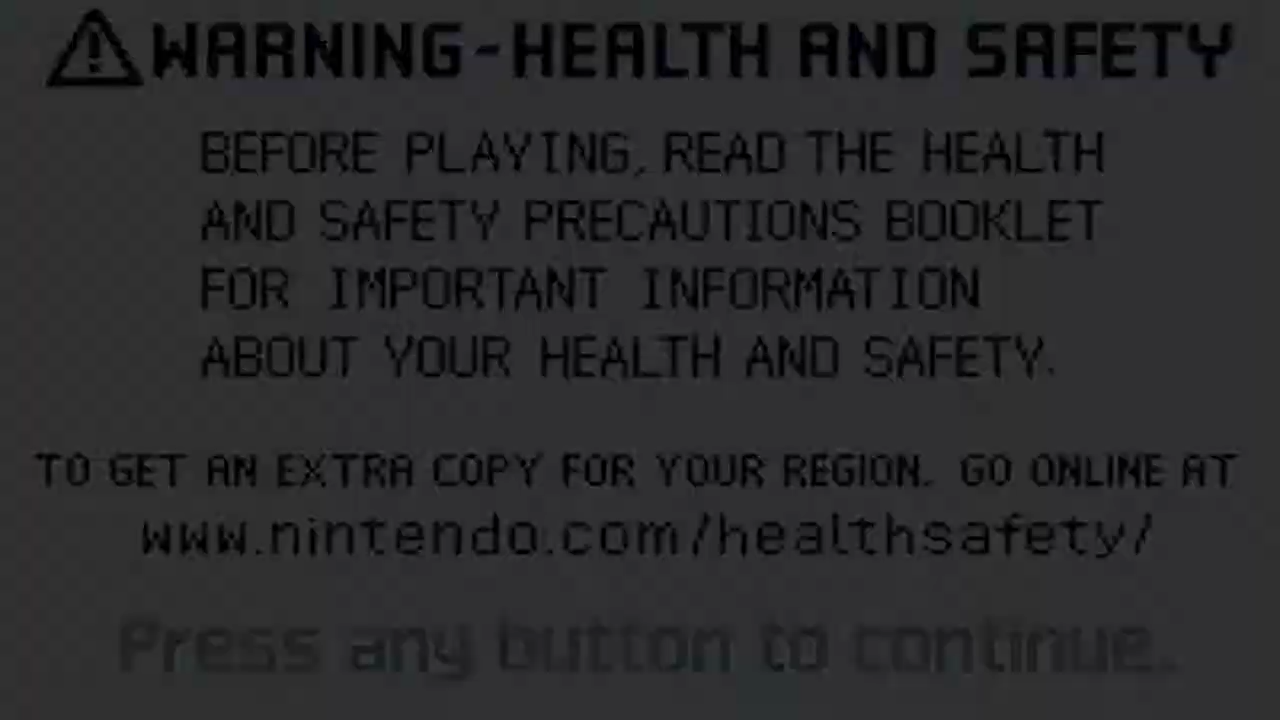 WARNING-HEALTH AND SAFETY
BEFORE PLAYING, READ THE HEALTH
AND SAFETY PRECAUTIONS BOOKLET
FOR IMPORTANT INFORMATION
ABOUT YOUR HEALTH AND SAFETY.
TO GET AN EXTRA COPY FOR YOUR REGION. GO ONLINE AT
www.nintendo.com/healthsafety/
Press any button to continue.